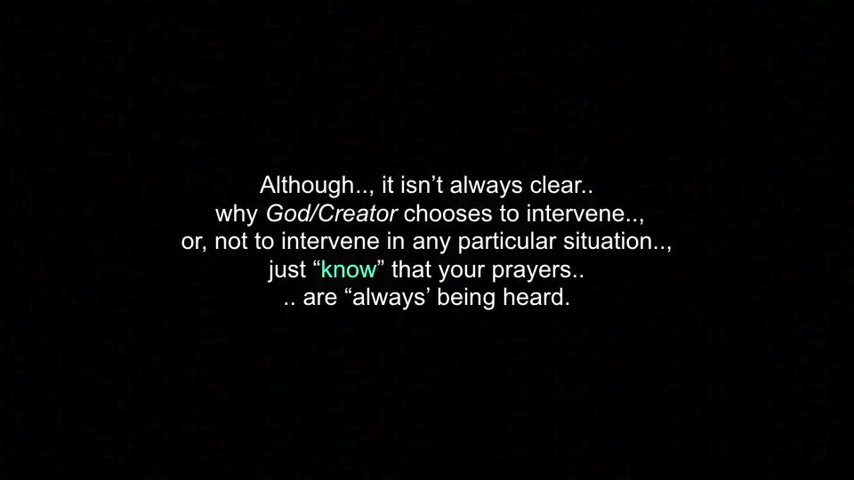 Although.., it isn’t always clear..
why God/Creator chooses to intervene..,
or, not to intervene in any particular situation..,
just “know” that your prayers..
.. are “always’ being heard.